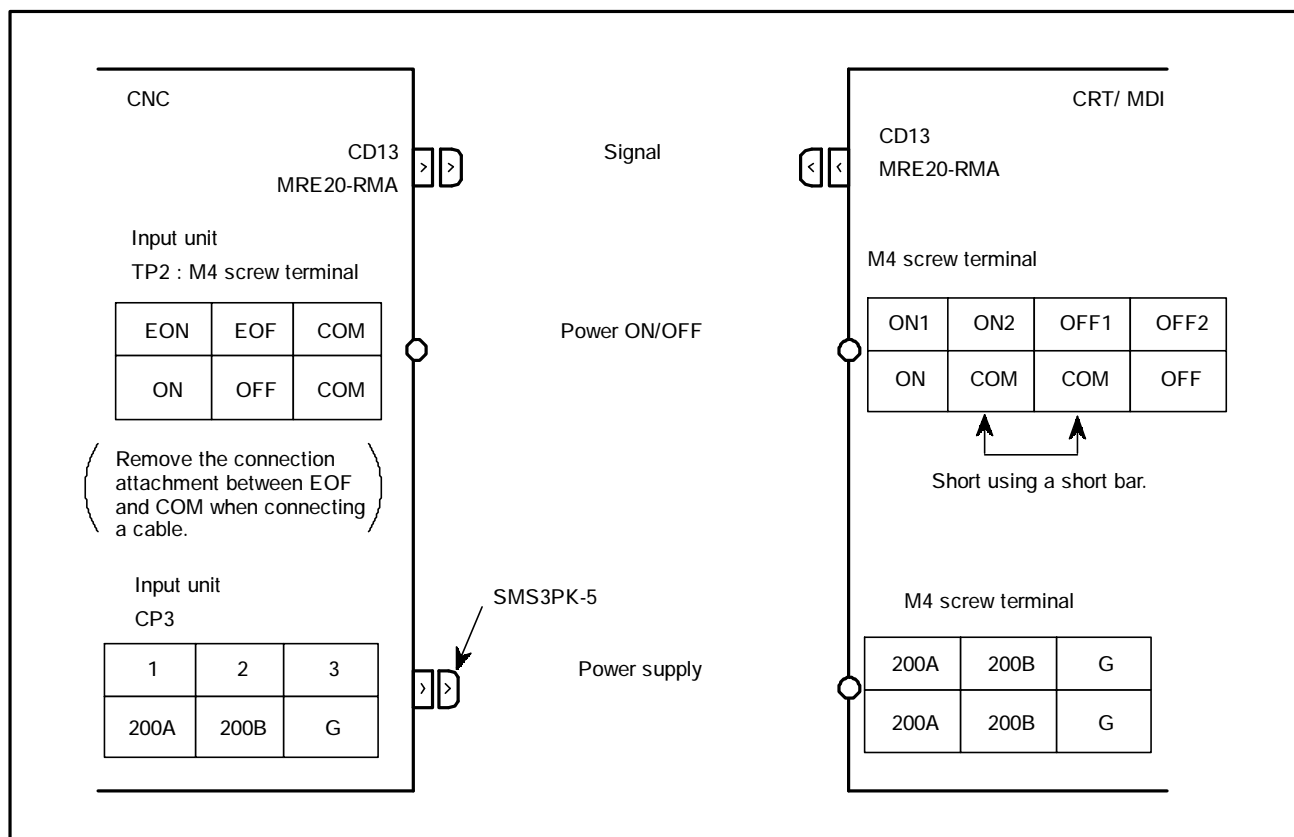 CNC
CRT/ MDI
CD13
MRE20-RMA
Signal
CD13
MRE20-RMA
Input unit
TP2 : M4 screw terminal
EON EOF COM
ON OFF COM
Remove the connection
attachment between EOF
and COM when connecting
a cable.
Power ON/OFF
M4 screw terminal
ON1 ON2 OFF1 OFF2
ON COM COM OFF
Short using a short bar.
Input unit
CP3
1 2 3
200A 200B G
SMS3PK-5
Power supply
M4 screw terminal
200A 200B G
200A 200B G